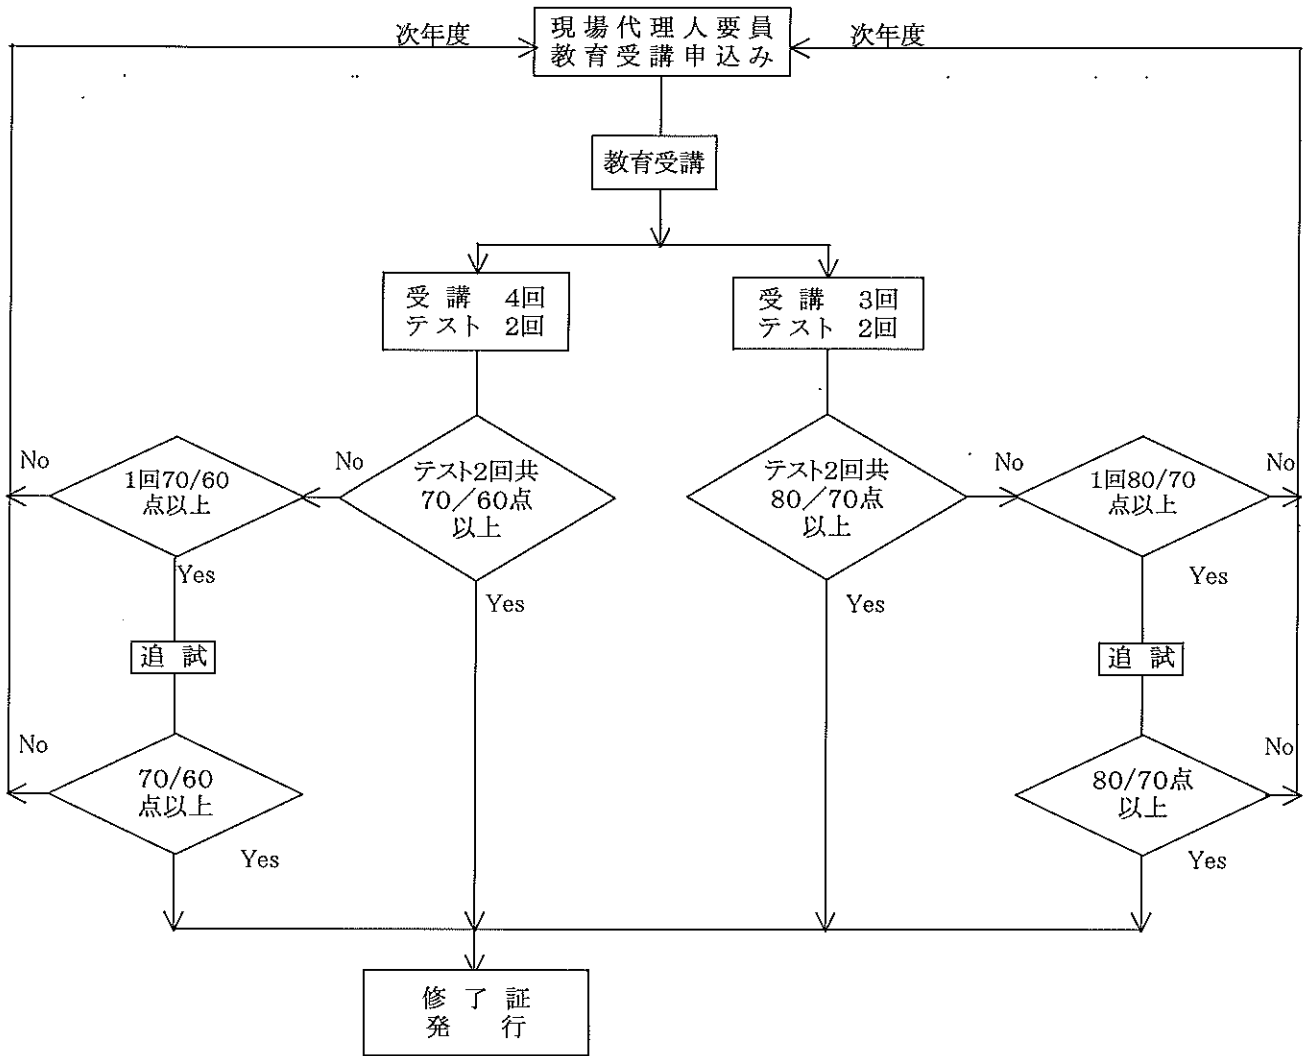 次年度
現場代理人要員
教育受講申込み
次年度
教育受講
受講 4回
テスト 2回
受講 3回
テスト 2回
No
1回70/60
点以上
No
テスト2回共
70/60点
以上
テスト2回共
80/70点
以上
No
1回80/70
点以上
No
Yes
Yes
Yes
Yes
追試
追試
No
70/60
点以上
80/70点
以上
No
Yes
Yes
修了証
発行